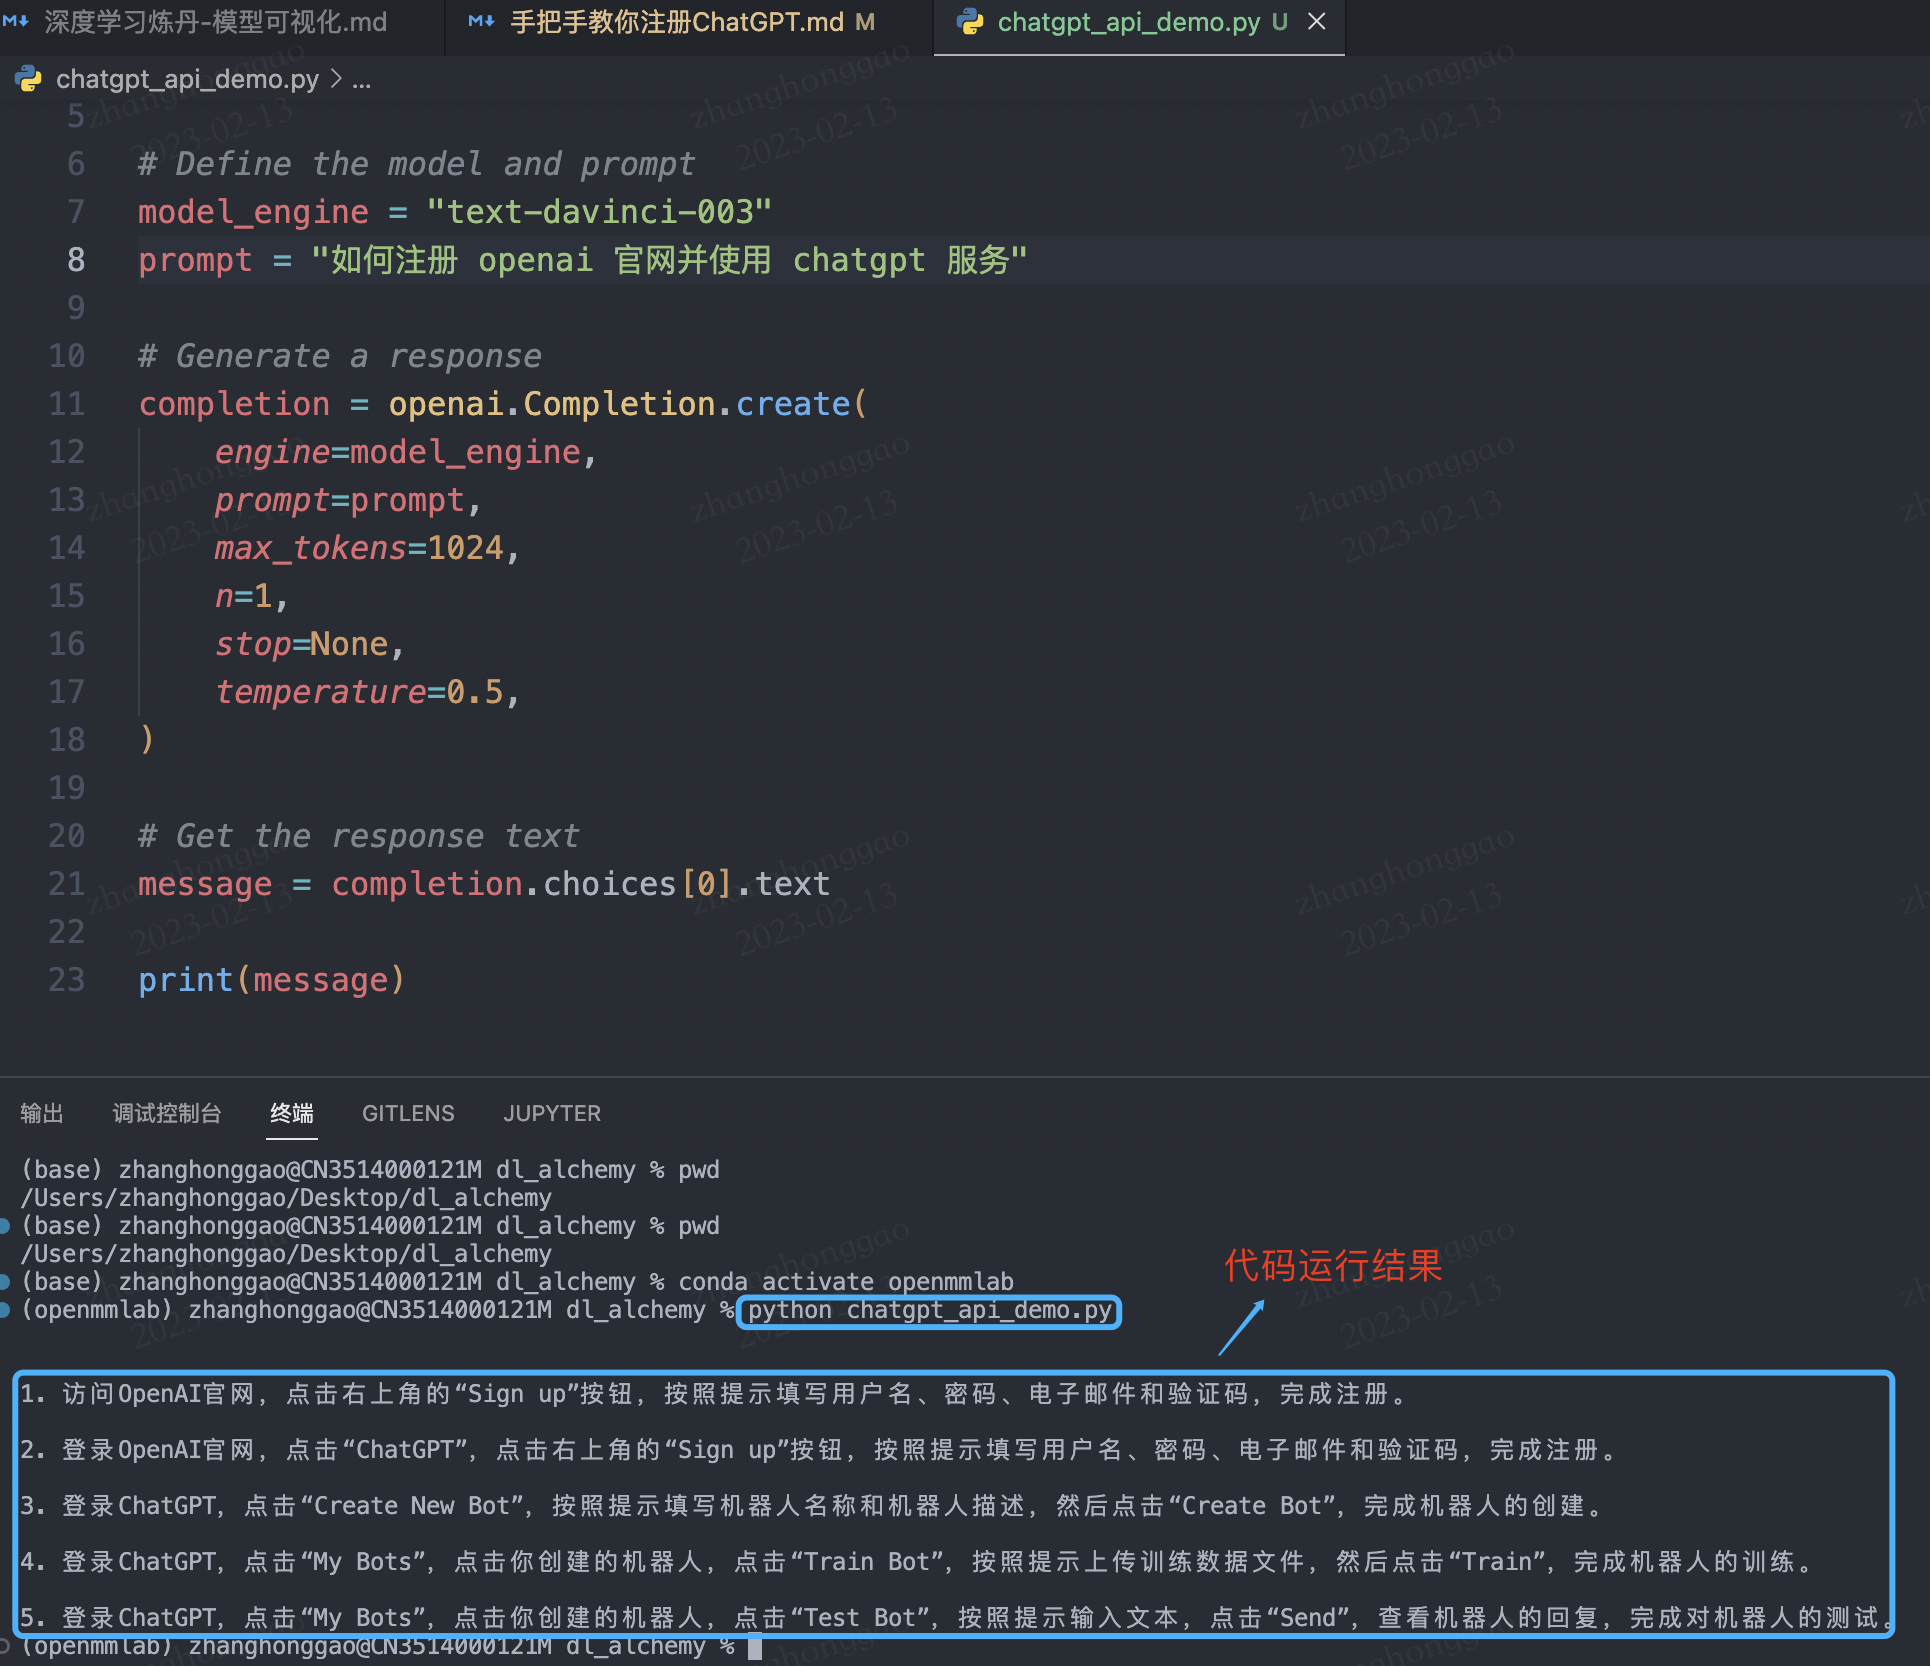 深度学习炼丹-模型可视化.md
手把手教你注册ChatGPT.md M
chatgpt_api_demo.py U
chatgpt_api_demo.py > ...
5
6 # Define the model and prompt
7 model_engine = "text-davinci-003"
8 prompt = "如何注册 openai 官网并使用 chatgpt 服务"
9
10 # Generate a response
11 completion = openai.Completion.create(
12 engine=model_engine,
13 prompt=prompt,
14 max_tokens=1024,
15 n=1,
16 stop=None,
17 temperature=0.5,
18 )
19
20 # Get the response text
21 message = completion.choices[0].text
22
23 print(message)
输出 调试控制台 终端 GITLENS JUPYTER
(base) zhanghonggao@CN3514000121M dl_alchemy % pwd
/Users/zhanghonggao/Desktop/dl_alchemy
(base) zhanghonggao@CN3514000121M dl_alchemy % pwd
/Users/zhanghonggao/Desktop/dl_alchemy
(base) zhanghonggao@CN3514000121M dl_alchemy % conda activate openmmlab
(openmmlab) zhanghonggao@CN3514000121M dl_alchemy % python chatgpt_api_demo.py
代码运行结果
1. 访问OpenAI官网，点击右上角的“Sign up”按钮，按照提示填写用户名、密码、电子邮件和验证码，完成注册。
2. 登录OpenAI官网，点击“ChatGPT”，点击右上角的“Sign up”按钮，按照提示填写用户名、密码、电子邮件和验证码，完成注册。
3. 登录ChatGPT，点击“Create New Bot”，按照提示填写机器人名称和机器人描述，然后点击“Create Bot”，完成机器人的创建。
4. 登录ChatGPT，点击“My Bots”，点击你创建的机器人，点击“Train Bot”，按照提示上传训练数据文件，然后点击“Train”，完成机器人的训练。
5. 登录ChatGPT，点击“My Bots”，点击你创建的机器人，点击“Test Bot”，按照提示输入文本，点击“Send”，查看机器人的回复，完成对机器人的测试。
(openmmlab) zhanghonggao@CN3514000121M dl_alchemy %
zhanghonggao
2023-02-13